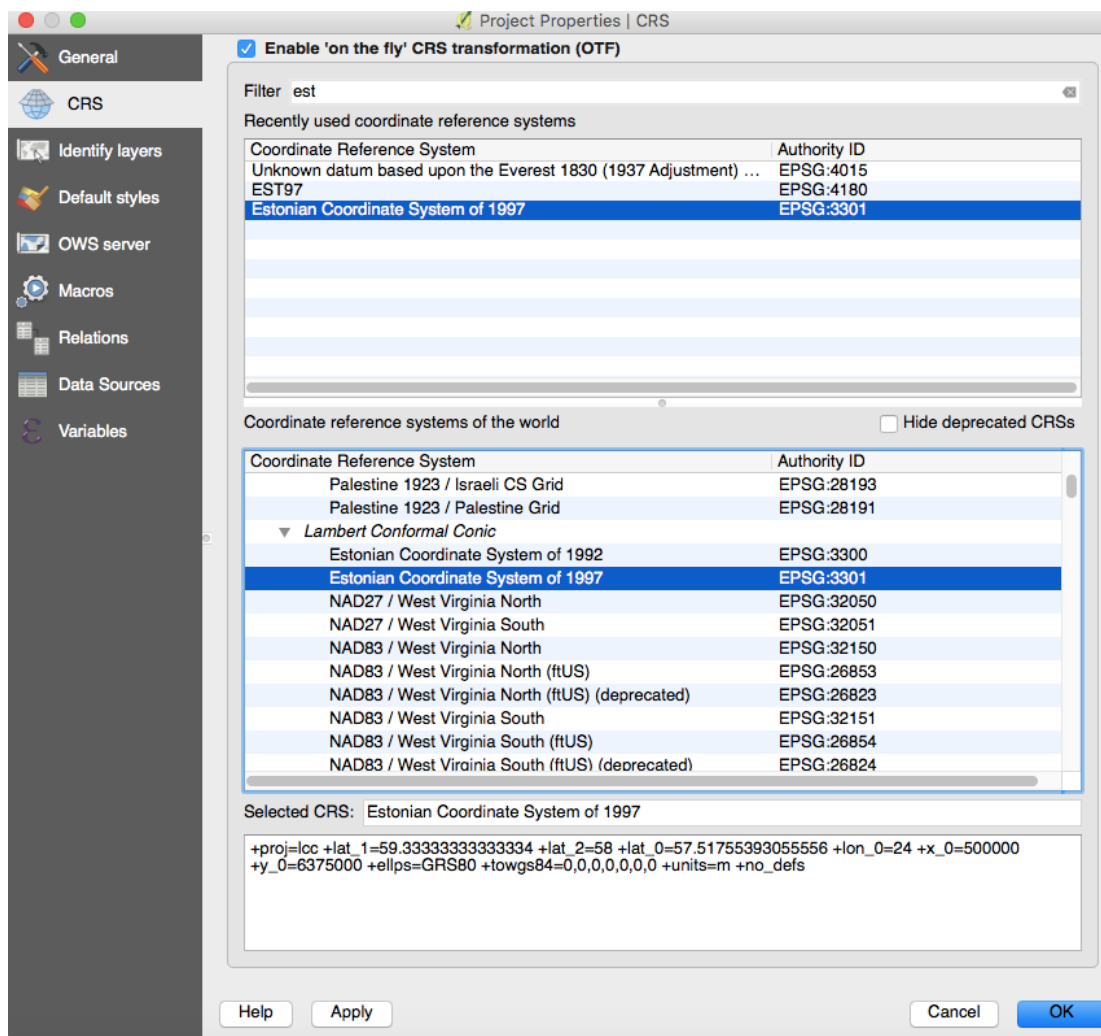 Project Properties | CRS
General
CRS
Identify layers
Default styles
OWS server
Macros
Relations
Data Sources
Variables
Enable 'on the fly' CRS transformation (OTF)
Filter est
Recently used coordinate reference systems
Coordinate Reference System Authority ID
Unknown datum based upon the Everest 1830 (1937 Adjustment) ... EPSG:4015
EST97 EPSG:4180
Estonian Coordinate System of 1997 EPSG:3301
Coordinate reference systems of the world Hide deprecated CRSs
Coordinate Reference System Authority ID
Palestine 1923 / Israeli CS Grid EPSG:28193
Palestine 1923 / Palestine Grid EPSG:28191
Lambert Conformal Conic
Estonian Coordinate System of 1992 EPSG:3300
Estonian Coordinate System of 1997 EPSG:3301
NAD27 / West Virginia North EPSG:32050
NAD27 / West Virginia South EPSG:32051
NAD83 / West Virginia North EPSG:32150
NAD83 / West Virginia North (ftUS) EPSG:26853
NAD83 / West Virginia North (ftUS) (deprecated) EPSG:26823
NAD83 / West Virginia South EPSG:32151
NAD83 / West Virginia South (ftUS) EPSG:26854
NAD83 / West Virginia South (ftUS) (deprecated) EPSG:26824
Selected CRS: Estonian Coordinate System of 1997
+proj=lcc +lat_1=59.33333333333334 +lat_2=58 +lat_0=57.51755393055556 +lon_0=24 +x_0=500000
+y_0=6375000 +ellps=GRS80 +towgs84=0,0,0,0,0,0,0 +units=m +no_defs
Help Apply Cancel OK